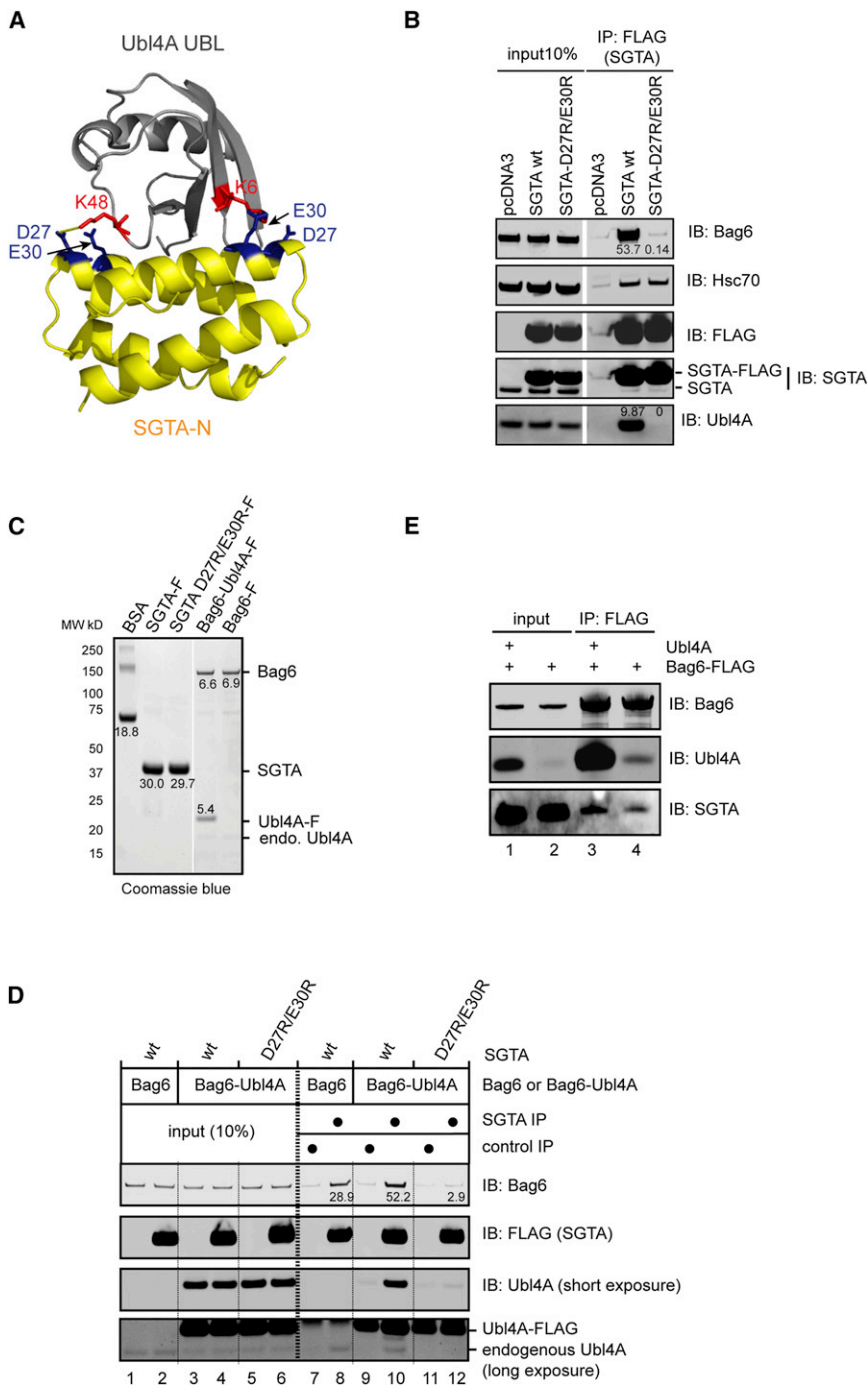 A
Ubl4A UBL
K48
K6
D27
E30
E30
D27
SGTA-N
B
input10%
IP: FLAG
(SGTA)
pcDNA3
SGTA wt
SGTA-D27R/E30R
pcDNA3
SGTA wt
SGTA-D27R/E30R
53.7
0.14
IB: Bag6
IB: Hsc70
IB: FLAG
SGTA-FLAG
SGTA
IB: SGTA
9.87
0
IB: Ubl4A
C
BSA
SGTA-F
SGTA D27R/E30R-F
Bag6-Ubl4A-F
Bag6-F
MW kD
250
150
100
75
50
37
25
20
15
18.8
30.0
29.7
6.6
6.9
5.4
Bag6
SGTA
Ubl4A-F
endo. Ubl4A
Coomassie blue
E
input
IP: FLAG
+ + Ubl4A
+ + + + Bag6-FLAG
IB: Bag6
IB: Ubl4A
IB: SGTA
1 2 3 4
D
wt wt D27R/E30R wt wt D27R/E30R SGTA
Bag6 Bag6-Ubl4A Bag6 Bag6-Ubl4A Bag6 or Bag6-Ubl4A
input (10%)
SGTA IP
control IP
28.9 52.2 2.9
IB: Bag6
IB: FLAG (SGTA)
IB: Ubl4A (short exposure)
Ubl4A-FLAG
endogenous Ubl4A
(long exposure)
1 2 3 4 5 6 7 8 9 10 11 12